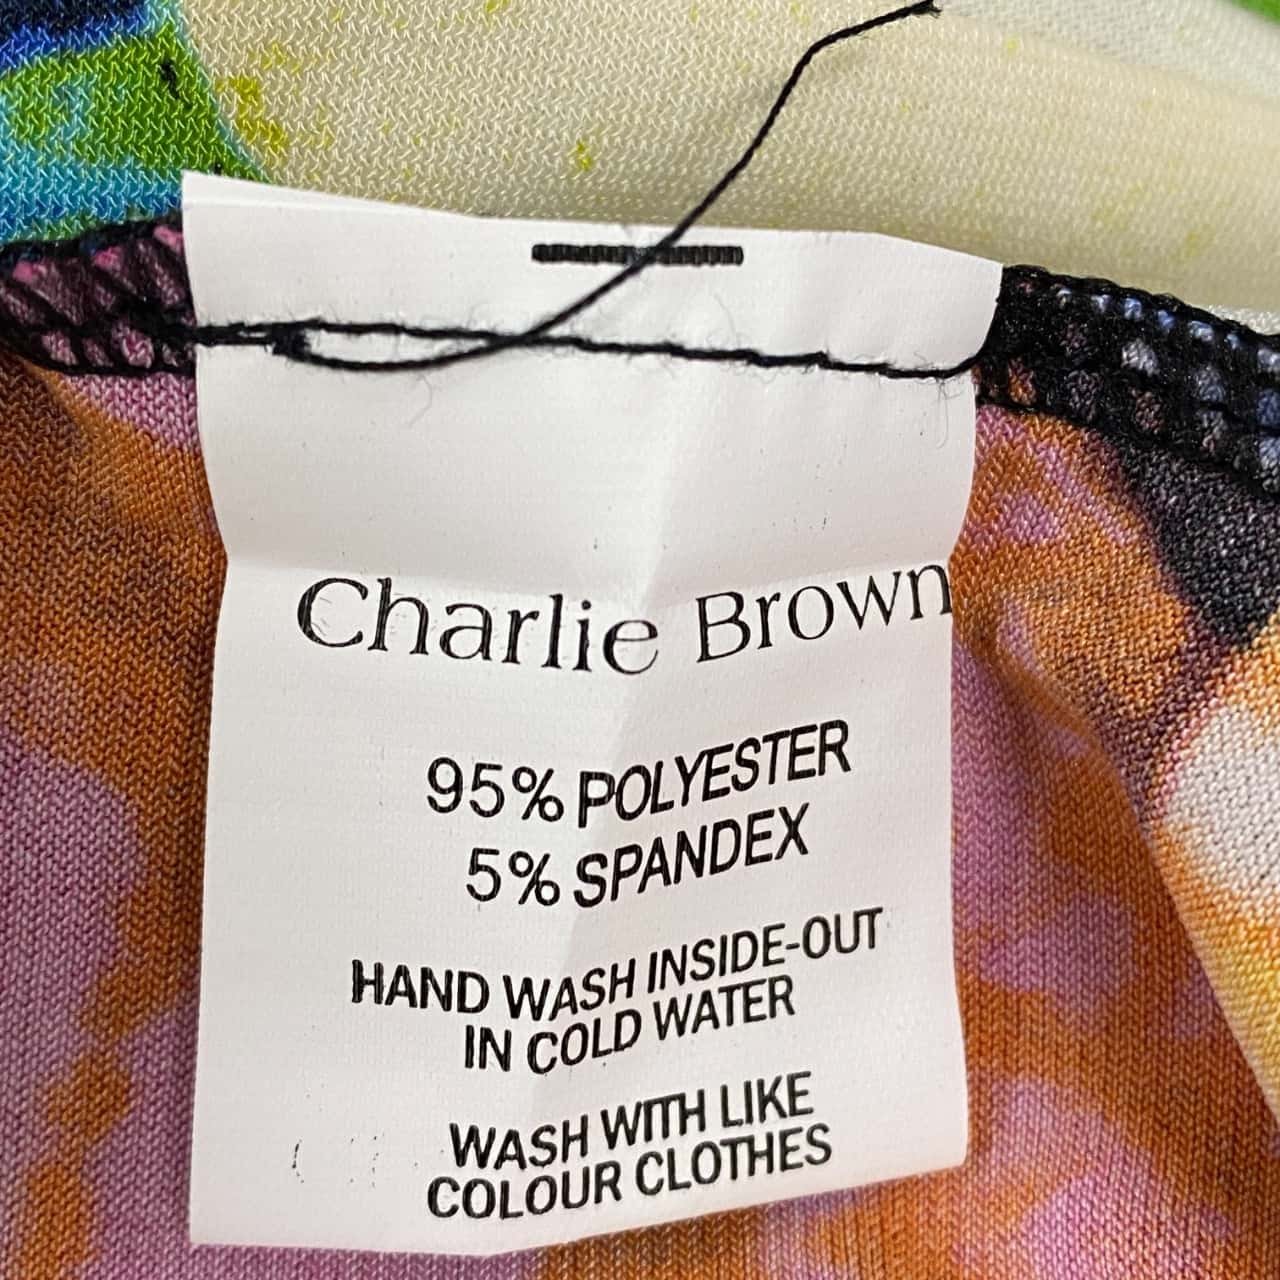 Charlie Brown
95% POLYESTER
5% SPANDEX
HAND WASH INSIDE-OUT
IN COLD WATER
WASH WITH LIKE
COLOUR CLOTHES